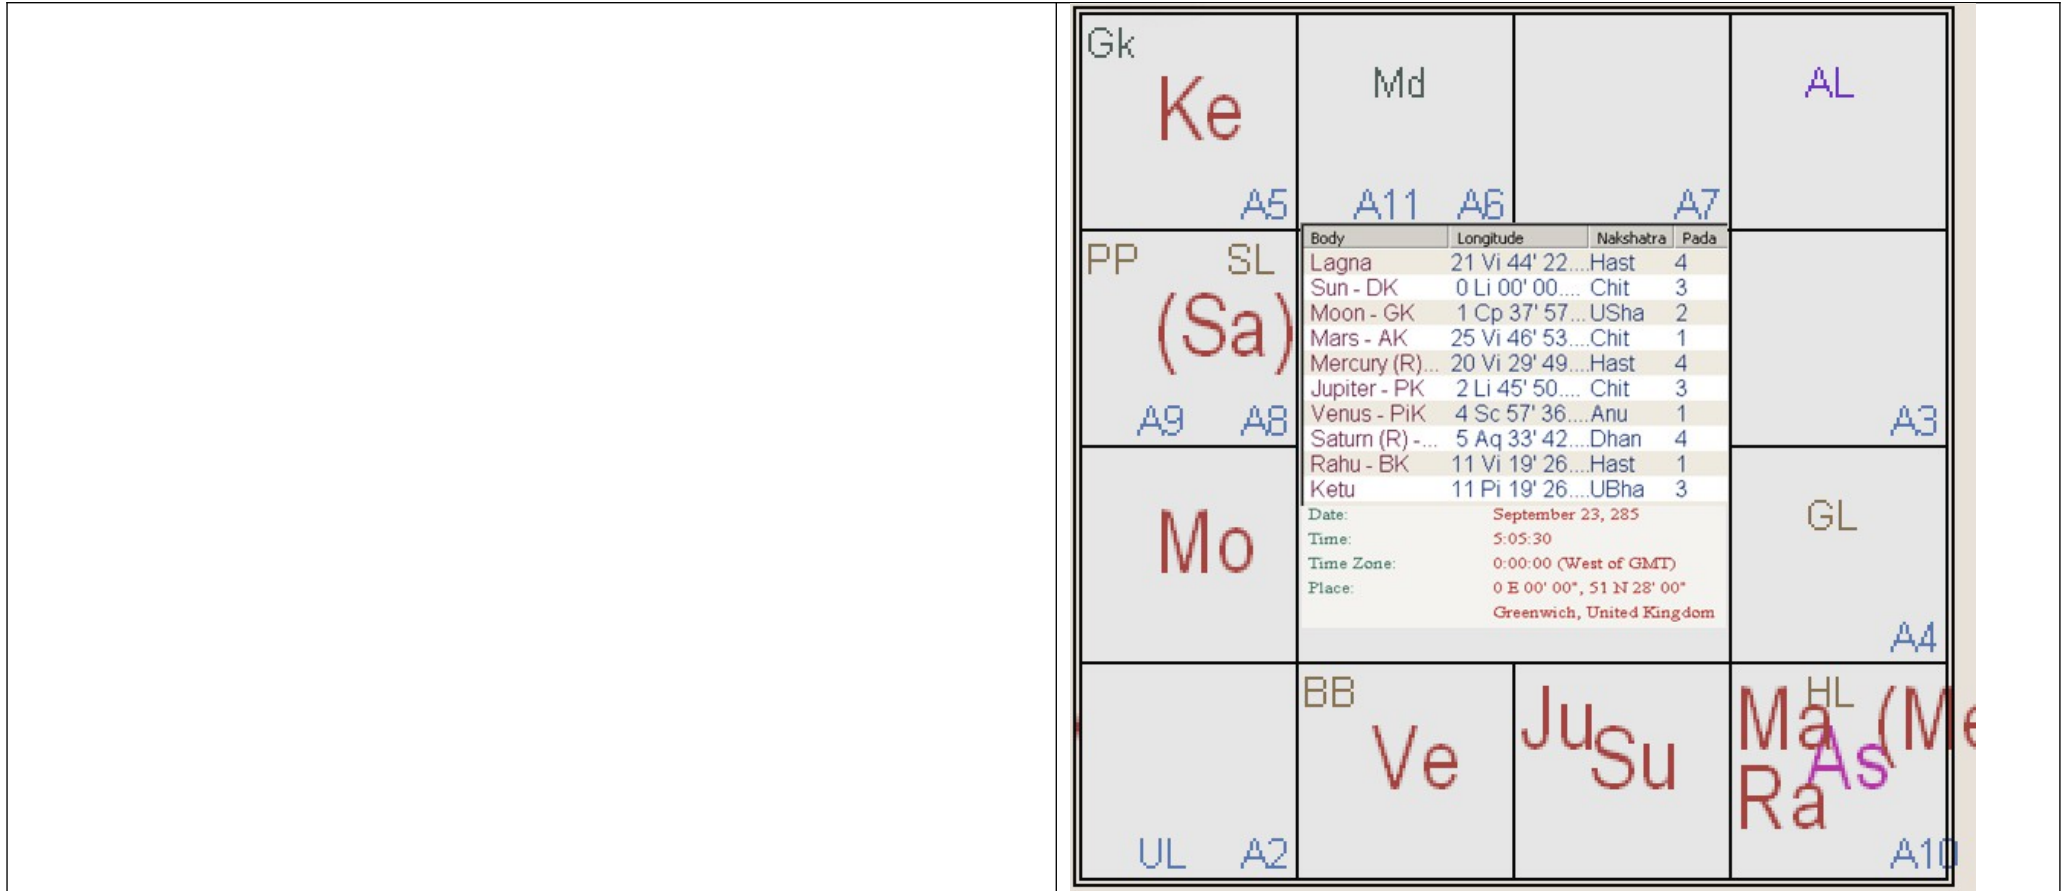 Gk
Ke
A5
Md
A11 A6
A7
AL
PP SL
(Sa)
A9 A8
A3
Body Longitude Nakshatra Pada
Lagna 21 Vi 44' 22.... Hast 4
Sun - DK 0 Li 00' 00.... Chit 3
Moon - GK 1 Cp 37' 57... USha 2
Mars - AK 25 Vi 46' 53.... Chit 1
Mercury (R)... 20 Vi 29' 49.... Hast 4
Jupiter - PK 2 Li 45' 50.... Chit 3
Venus - PiK 4 Sc 57' 36.... Anu 1
Saturn (R) -... 5 Aq 33' 42.... Dhan 4
Rahu - BK 11 Vi 19' 26.... Hast 1
Ketu 11 Pi 19' 26.... UBha 3
Date: September 23, 285
Time: 5:05:30
Time Zone: 0:00:00 (West of GMT)
Place: 0 E 00' 00", 51 N 28' 00"
Greenwich, United Kingdom
Mo
GL
A4
UL A2
BB
Ve
Ju
Su
HL
Ma (Me
As
Ra
A10